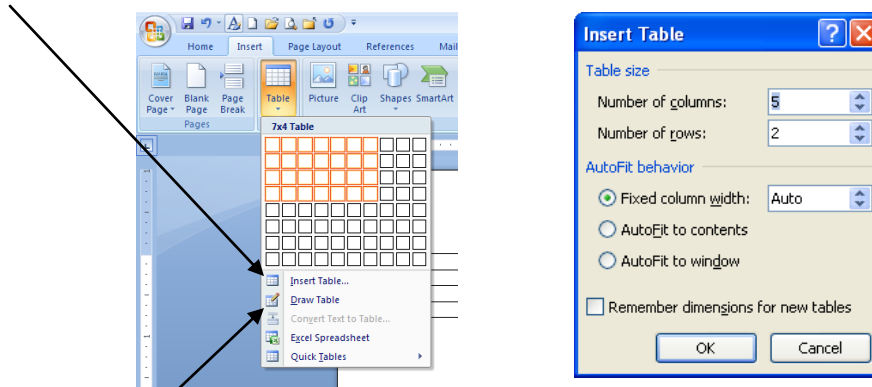 Home Insert Page Layout References Mail
Cover Page Blank Page Page Break Table Picture Clip Art Shapes SmartArt
Pages
7x4 Table
Insert Table...
Draw Table
Convert Text to Table...
Excel Spreadsheet
Quick Tables
Insert Table
Table size
Number of columns: 5
Number of rows: 2
AutoFit behavior
Fixed column width: Auto
AutoFit to contents
AutoFit to window
Remember dimensions for new tables
OK Cancel